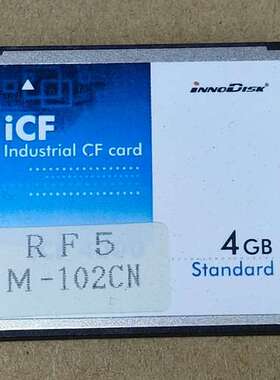 INNODISK
iCF
Industrial CF card
RF5
M-102CN
4GB
Standard